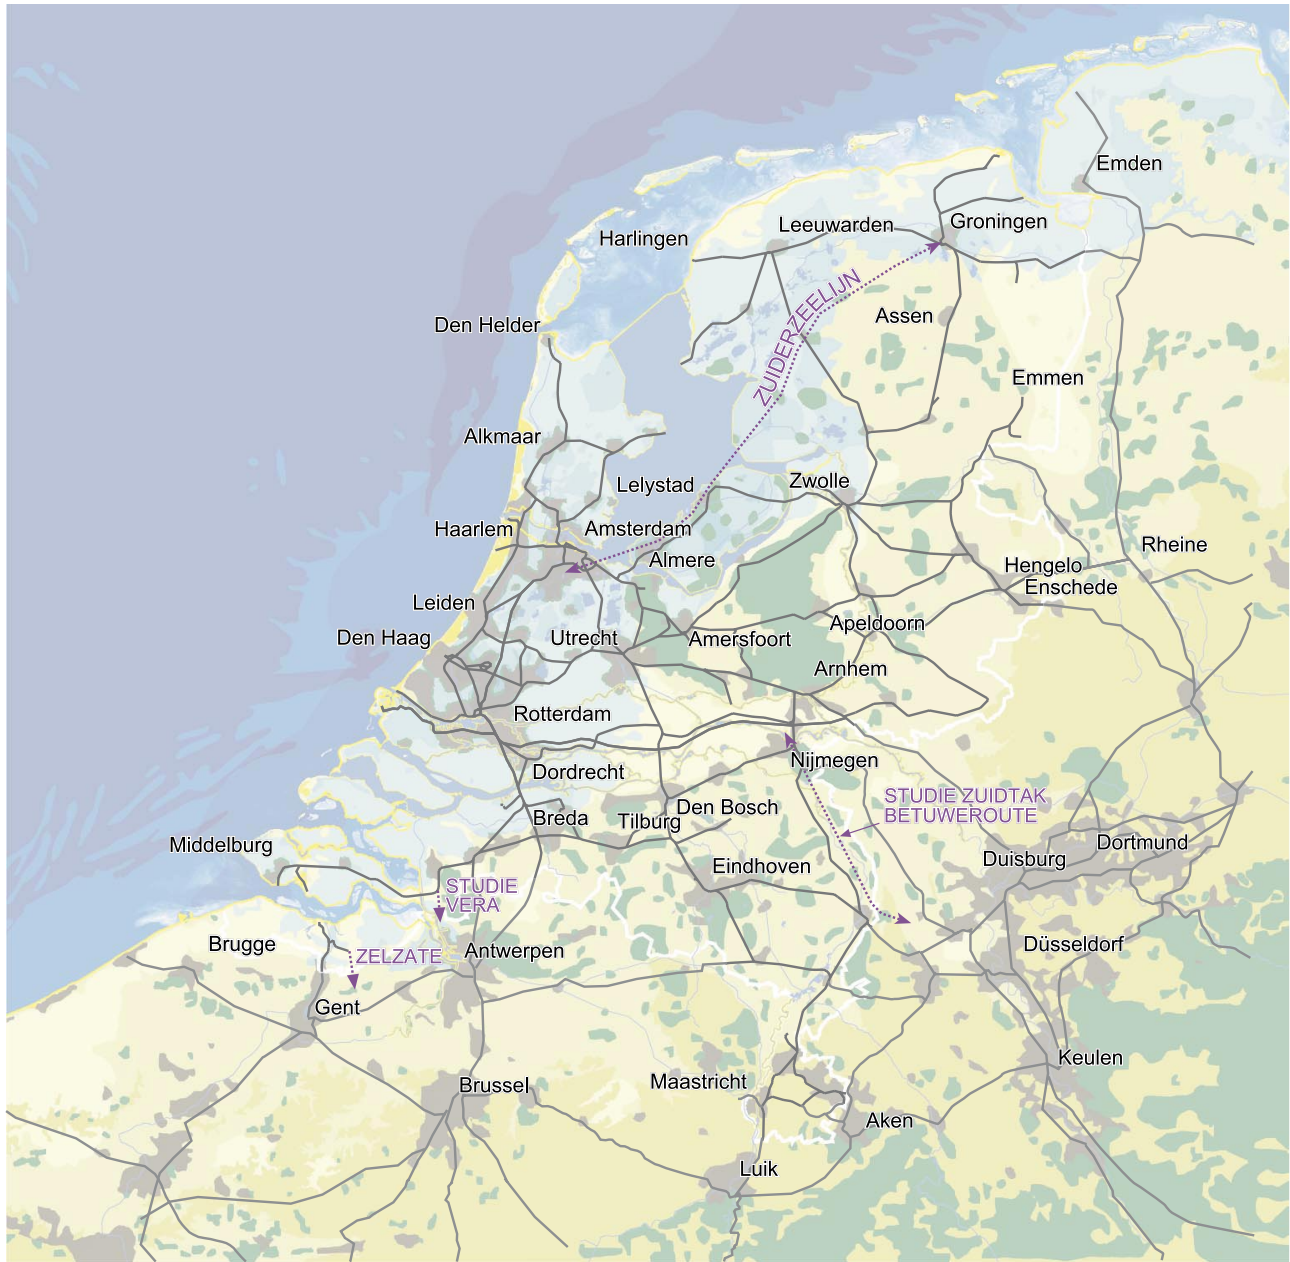 Emden
Groningen
Leeuwarden
Harlingen
ZUIDERZEELIJN
Assen
Den Helder
Emmen
Alkmaar
Lelystad
Zwolle
Haarlem
Amsterdam
Rheine
Almere
Hengelo
Enschede
Leiden
Apeldoorn
Den Haag
Utrecht
Amersfoort
Arnhem
Rotterdam
Nijmegen
Dordrecht
STUDIE ZUIDTAK
BETUWEROUTE
Den Bosch
Breda
Tilburg
Middelburg
Dortmund
Duisburg
Eindhoven
STUDIE
VERA
Brugge
Düsseldorf
Antwerpen
ZELZATE
Gent
Keulen
Maastricht
Brussel
Aken
Luik